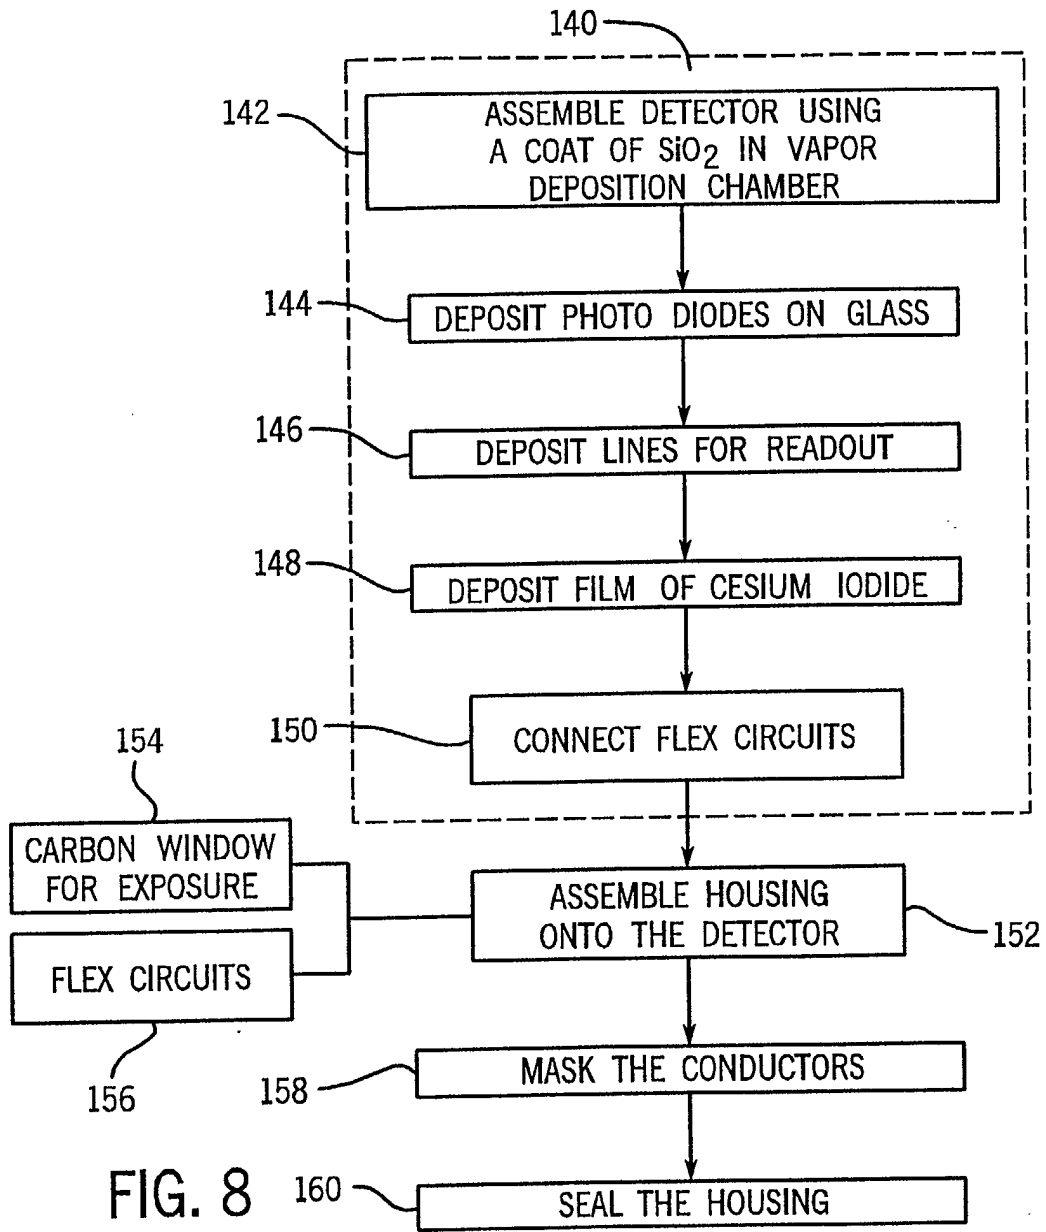 140
142
ASSEMBLE DETECTOR USING
A COAT OF SiO2 IN VAPOR
DEPOSITION CHAMBER
144
DEPOSIT PHOTO DIODES ON GLASS
146
DEPOSIT LINES FOR READOUT
148
DEPOSIT FILM OF CESIUM IODIDE
150
CONNECT FLEX CIRCUITS
154
CARBON WINDOW
FOR EXPOSURE
ASSEMBLE HOUSING
ONTO THE DETECTOR
152
FLEX CIRCUITS
156
158
MASK THE CONDUCTORS
FIG. 8
160
SEAL THE HOUSING